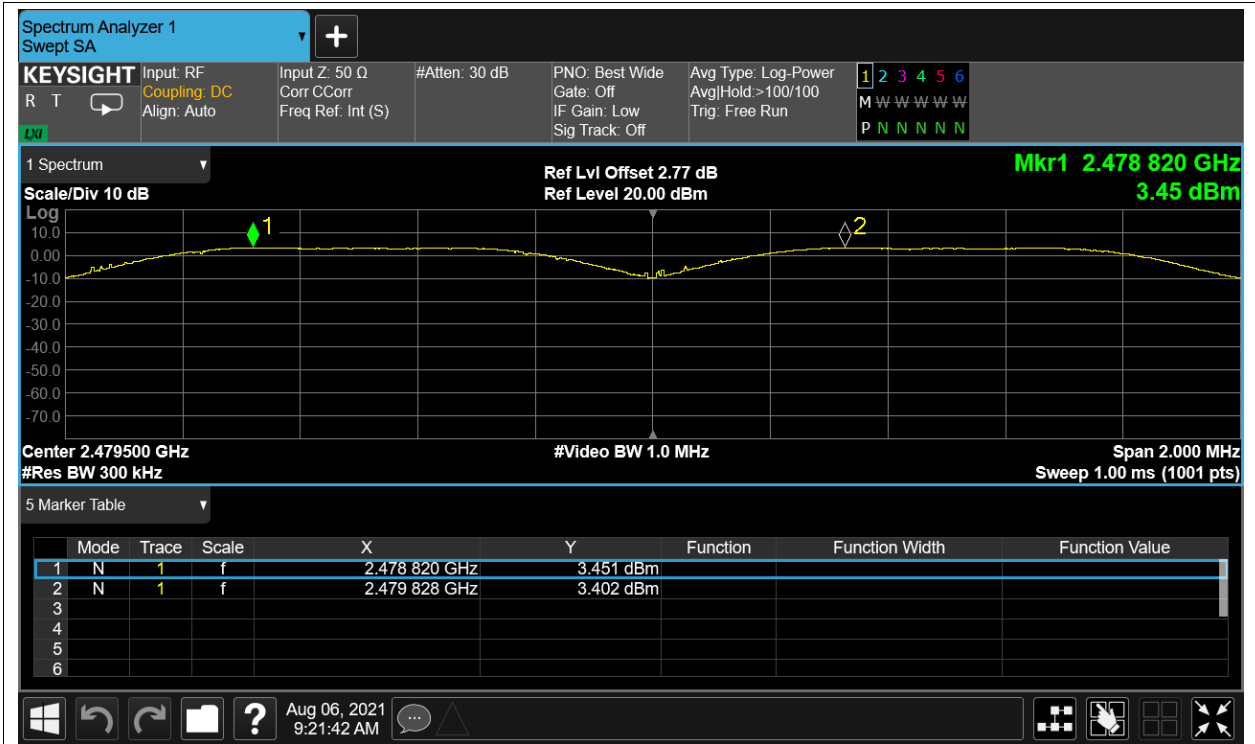 Spectrum Analyzer 1
Swept SA
KEYSIGHT
R T
LXI
Input: RF
Coupling: DC
Align: Auto
Input Z: 50 Ω
Corr CCorr
Freq Ref: Int (S)
#Atten: 30 dB
PNO: Best Wide
Gate: Off
IF Gain: Low
Sig Track: Off
Avg Type: Log-Power
Avg|Hold:>100/100
Trig: Free Run
1 2 3 4 5 6
M W W W W W
P N N N N N
1 Spectrum
Scale/Div 10 dB
Ref Lvl Offset 2.77 dB
Ref Level 20.00 dBm
Mkr1 2.478 820 GHz
3.45 dBm
Log
10.0
0.00
-10.0
-20.0
-30.0
-40.0
-50.0
-60.0
-70.0
1
2
Center 2.479500 GHz
#Res BW 300 kHz
#Video BW 1.0 MHz
Span 2.000 MHz
Sweep 1.00 ms (1001 pts)
5 Marker Table
Mode Trace Scale X Y Function Function Width Function Value
1 N 1 f 2.478 820 GHz 3.451 dBm
2 N 1 f 2.479 828 GHz 3.402 dBm
3
4
5
6
?
Aug 06, 2021
9:21:42 AM